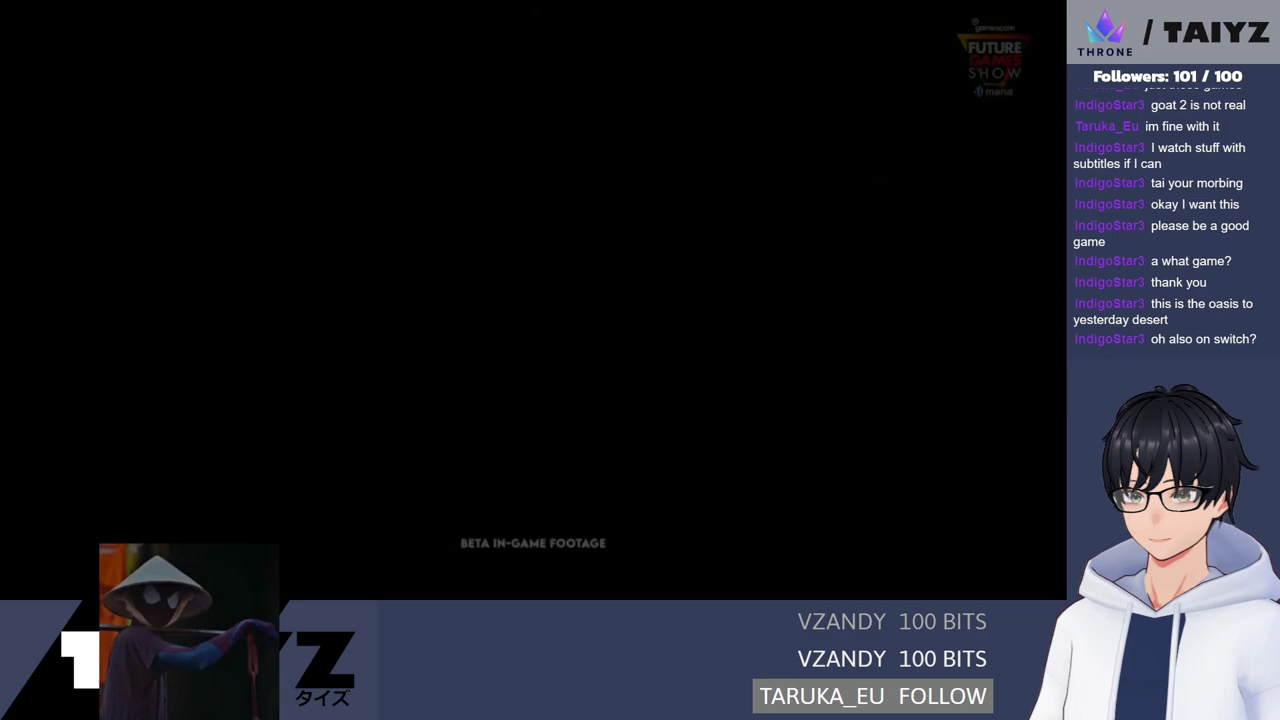 gamescom
FUTURE
GAMES
SHOW
mana
BETA IN-GAME FOOTAGE
THRONE
/ TAIYZ
Followers: 101 / 100
IndigoStar3 goat 2 is not real
Taruka_Eu im fine with it
IndigoStar3 I watch stuff with
subtitles if I can
IndigoStar3 tai your morbing
IndigoStar3 okay I want this
IndigoStar3 please be a good
game
IndigoStar3 a what game?
IndigoStar3 thank you
IndigoStar3 this is the oasis to
yesterday desert
IndigoStar3 oh also on switch?
タイズ
VZANDY 100 BITS
VZANDY 100 BITS
TARUKA_EU FOLLOW